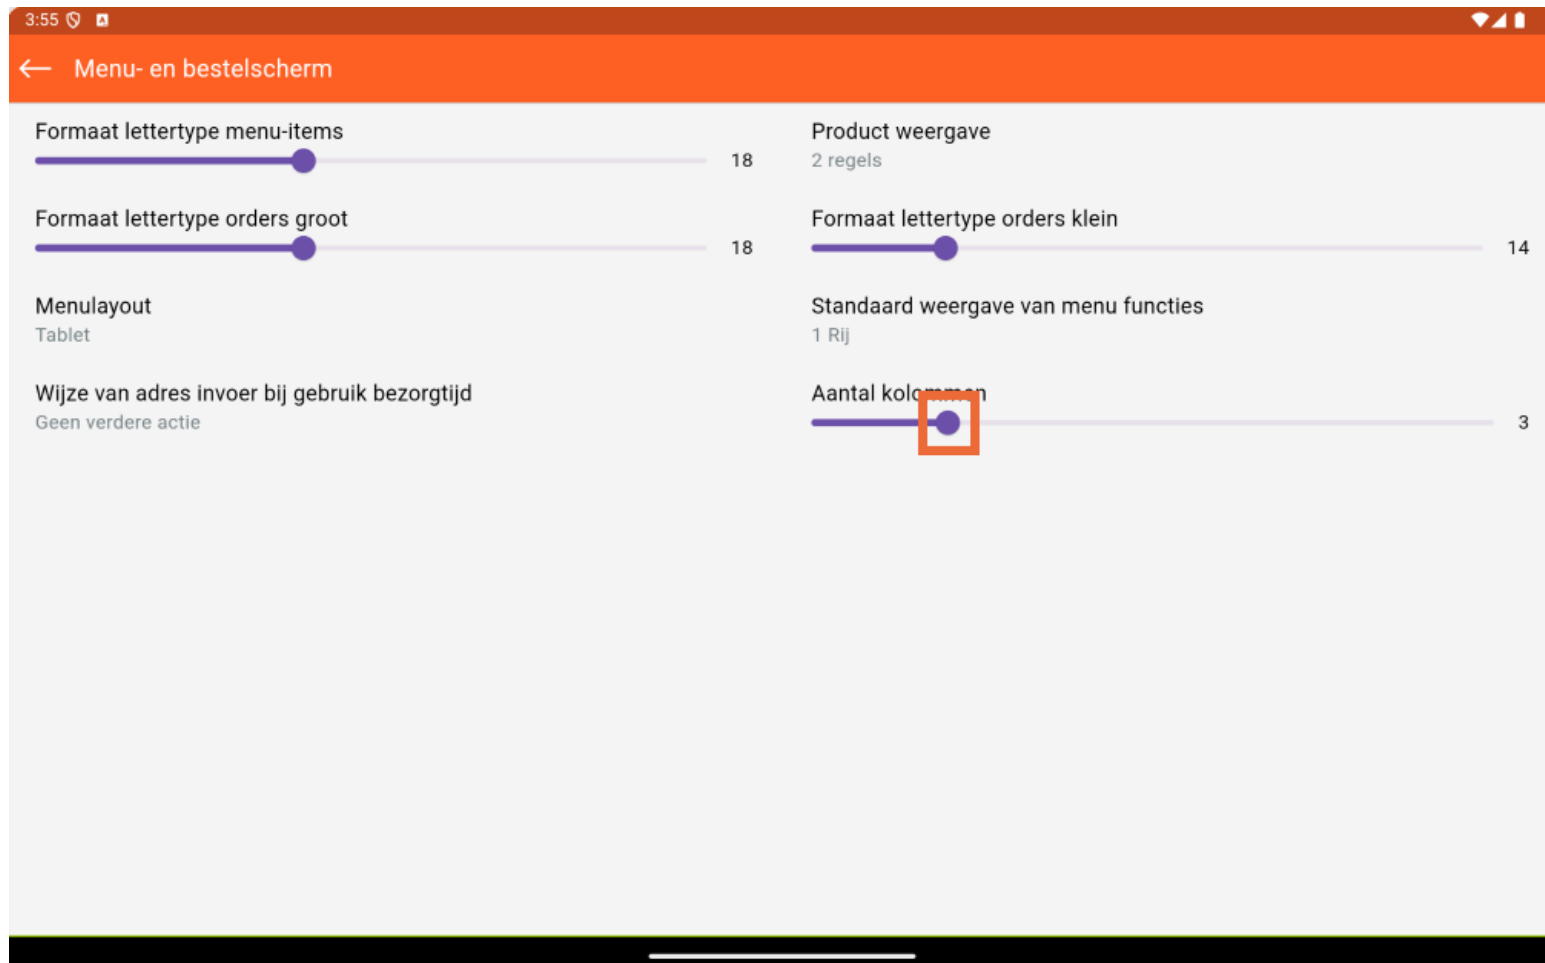 3:55
Menu- en bestelscherm
Formaat lettertype menu-items
18
Product weergave
2 regels
Formaat lettertype orders groot
18
Formaat lettertype orders klein
14
Menulayout
Tablet
Standaard weergave van menu functies
1 Rij
Wijze van adres invoer bij gebruik bezorgtijd
Geen verdere actie
Aantal kolommen
3